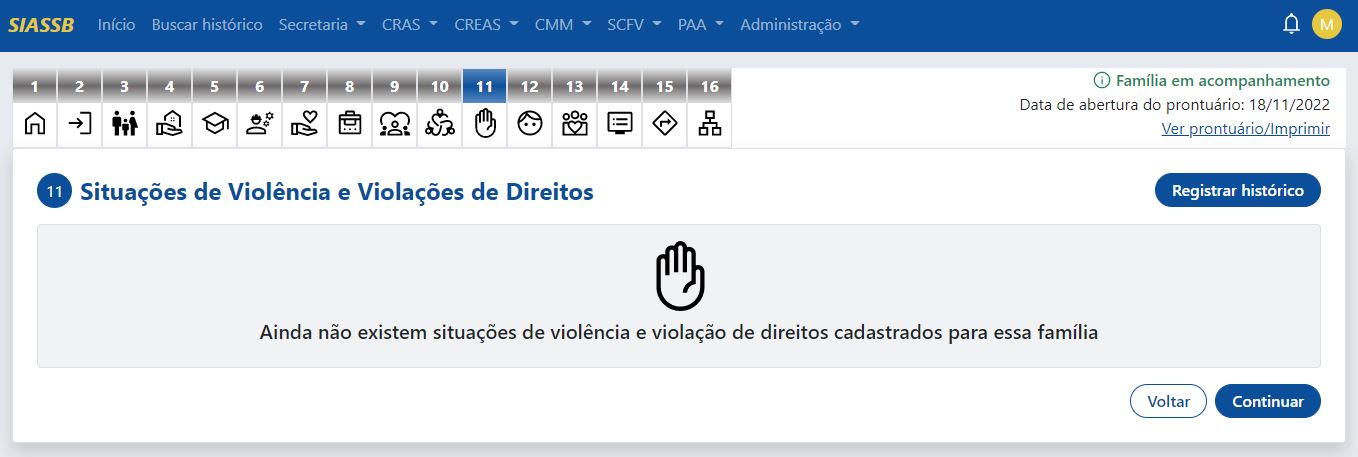 SIASSB Início Buscar histórico Secretaria CRAS CREAS CMM SCFV PAA Administração M
1 2 3 4 5 6 7 8 9 10 11 12 13 14 15 16
Família em acompanhamento
Data de abertura do prontuário: 18/11/2022
Ver prontuário/Imprimir
11 Situações de Violência e Violações de Direitos Registrar histórico
Ainda não existem situações de violência e violação de direitos cadastrados para essa família
Voltar Continuar